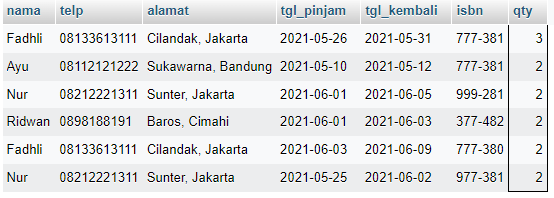 nama telp alamat tgl_pinjam tgl_kembali isbn qty
Fadhli 08133613111 Cilandak, Jakarta 2021-05-26 2021-05-31 777-381 3
Ayu 08112121222 Sukawarna, Bandung 2021-05-10 2021-05-12 777-381 2
Nur 08212221311 Sunter, Jakarta 2021-06-01 2021-06-05 999-281 2
Ridwan 0898188191 Baros, Cimahi 2021-06-01 2021-06-03 377-482 2
Fadhli 08133613111 Cilandak, Jakarta 2021-06-03 2021-06-09 777-380 2
Nur 08212221311 Sunter, Jakarta 2021-05-25 2021-06-02 977-381 2